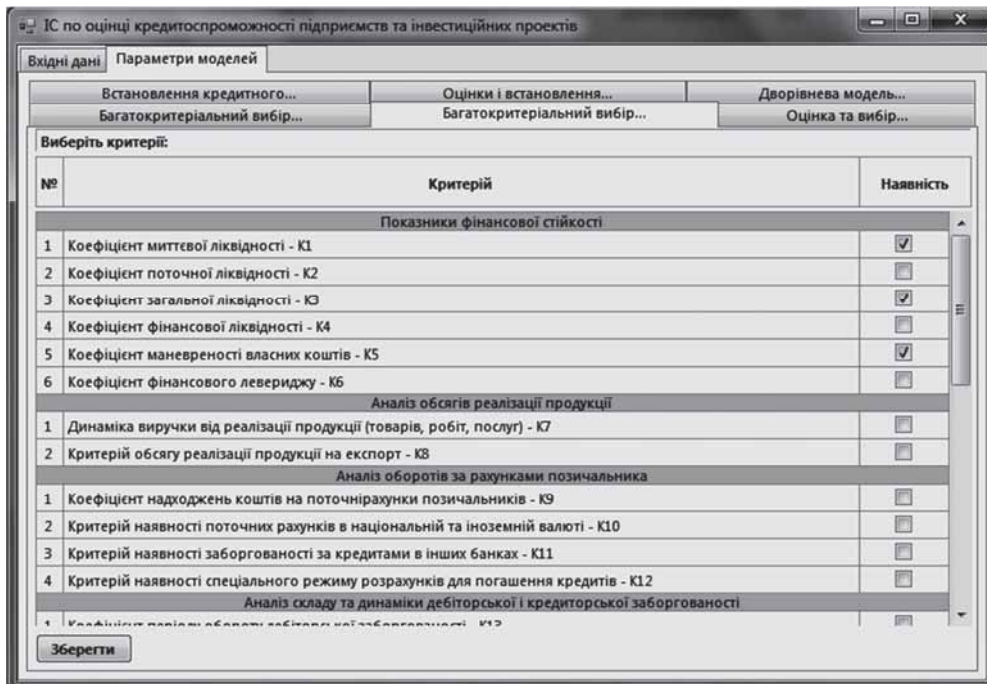 ІС по оцінці кредитоспроможності підприємств та інвестиційних проектів
Вхідні дані Параметри моделей
Встановлення кредитного... Оцінки і встановлення... Дворівнева модель...
Багатокритеріальний вибір... Багатокритеріальний вибір... Оцінка та вибір...
Виберіть критерії:
№ Критерій Наявність
Показники фінансової стійкості
1 Коефіцієнт миттєвої ліквідності - К1
2 Коефіцієнт поточної ліквідності - К2
3 Коефіцієнт загальної ліквідності - К3
4 Коефіцієнт фінансової ліквідності - К4
5 Коефіцієнт маневреності власних коштів - К5
6 Коефіцієнт фінансового левериджу - К6
Аналіз обсягів реалізації продукції
1 Динаміка виручки від реалізації продукції (товарів, робіт, послуг) - К7
2 Критерій обсягу реалізації продукції на експорт - К8
Аналіз оборотів за рахунками позичальника
1 Коефіцієнт надходжень коштів на поточнірахунки позичальників - К9
2 Критерій наявності поточних рахунків в національній та іноземній валюті - К10
3 Критерій наявності заборгованості за кредитами в інших банках - К11
4 Критерій наявності спеціального режиму розрахунків для погашення кредитів - К12
Аналіз складу та динаміки дебіторської і кредиторської заборгованості
1 Коефіцієнт періоду обороту дебіторської заборгованості - К13
Зберегти